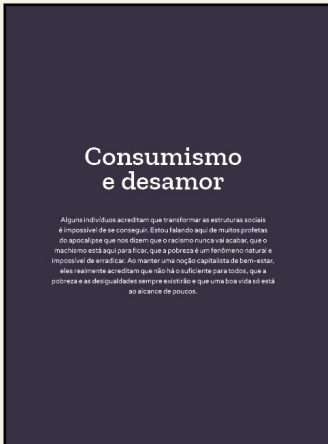 Consumismo
e desamor
Alguns indivíduos acreditam que transformar as estruturas sociais
é impossível de se conseguir. Estou falando aqui de muitos profetas
do apocalipse que nos dizem que o racismo nunca vai acabar, que o
machismo está aqui para ficar, que a pobreza é um fenômeno natural e
impossível de erradicar. Ao manter uma noção capitalista de bem-estar,
eles realmente acreditam que não há o suficiente para todos, que a
pobreza e as desigualdades sempre existirão e que uma boa vida só está
ao alcance de poucos.